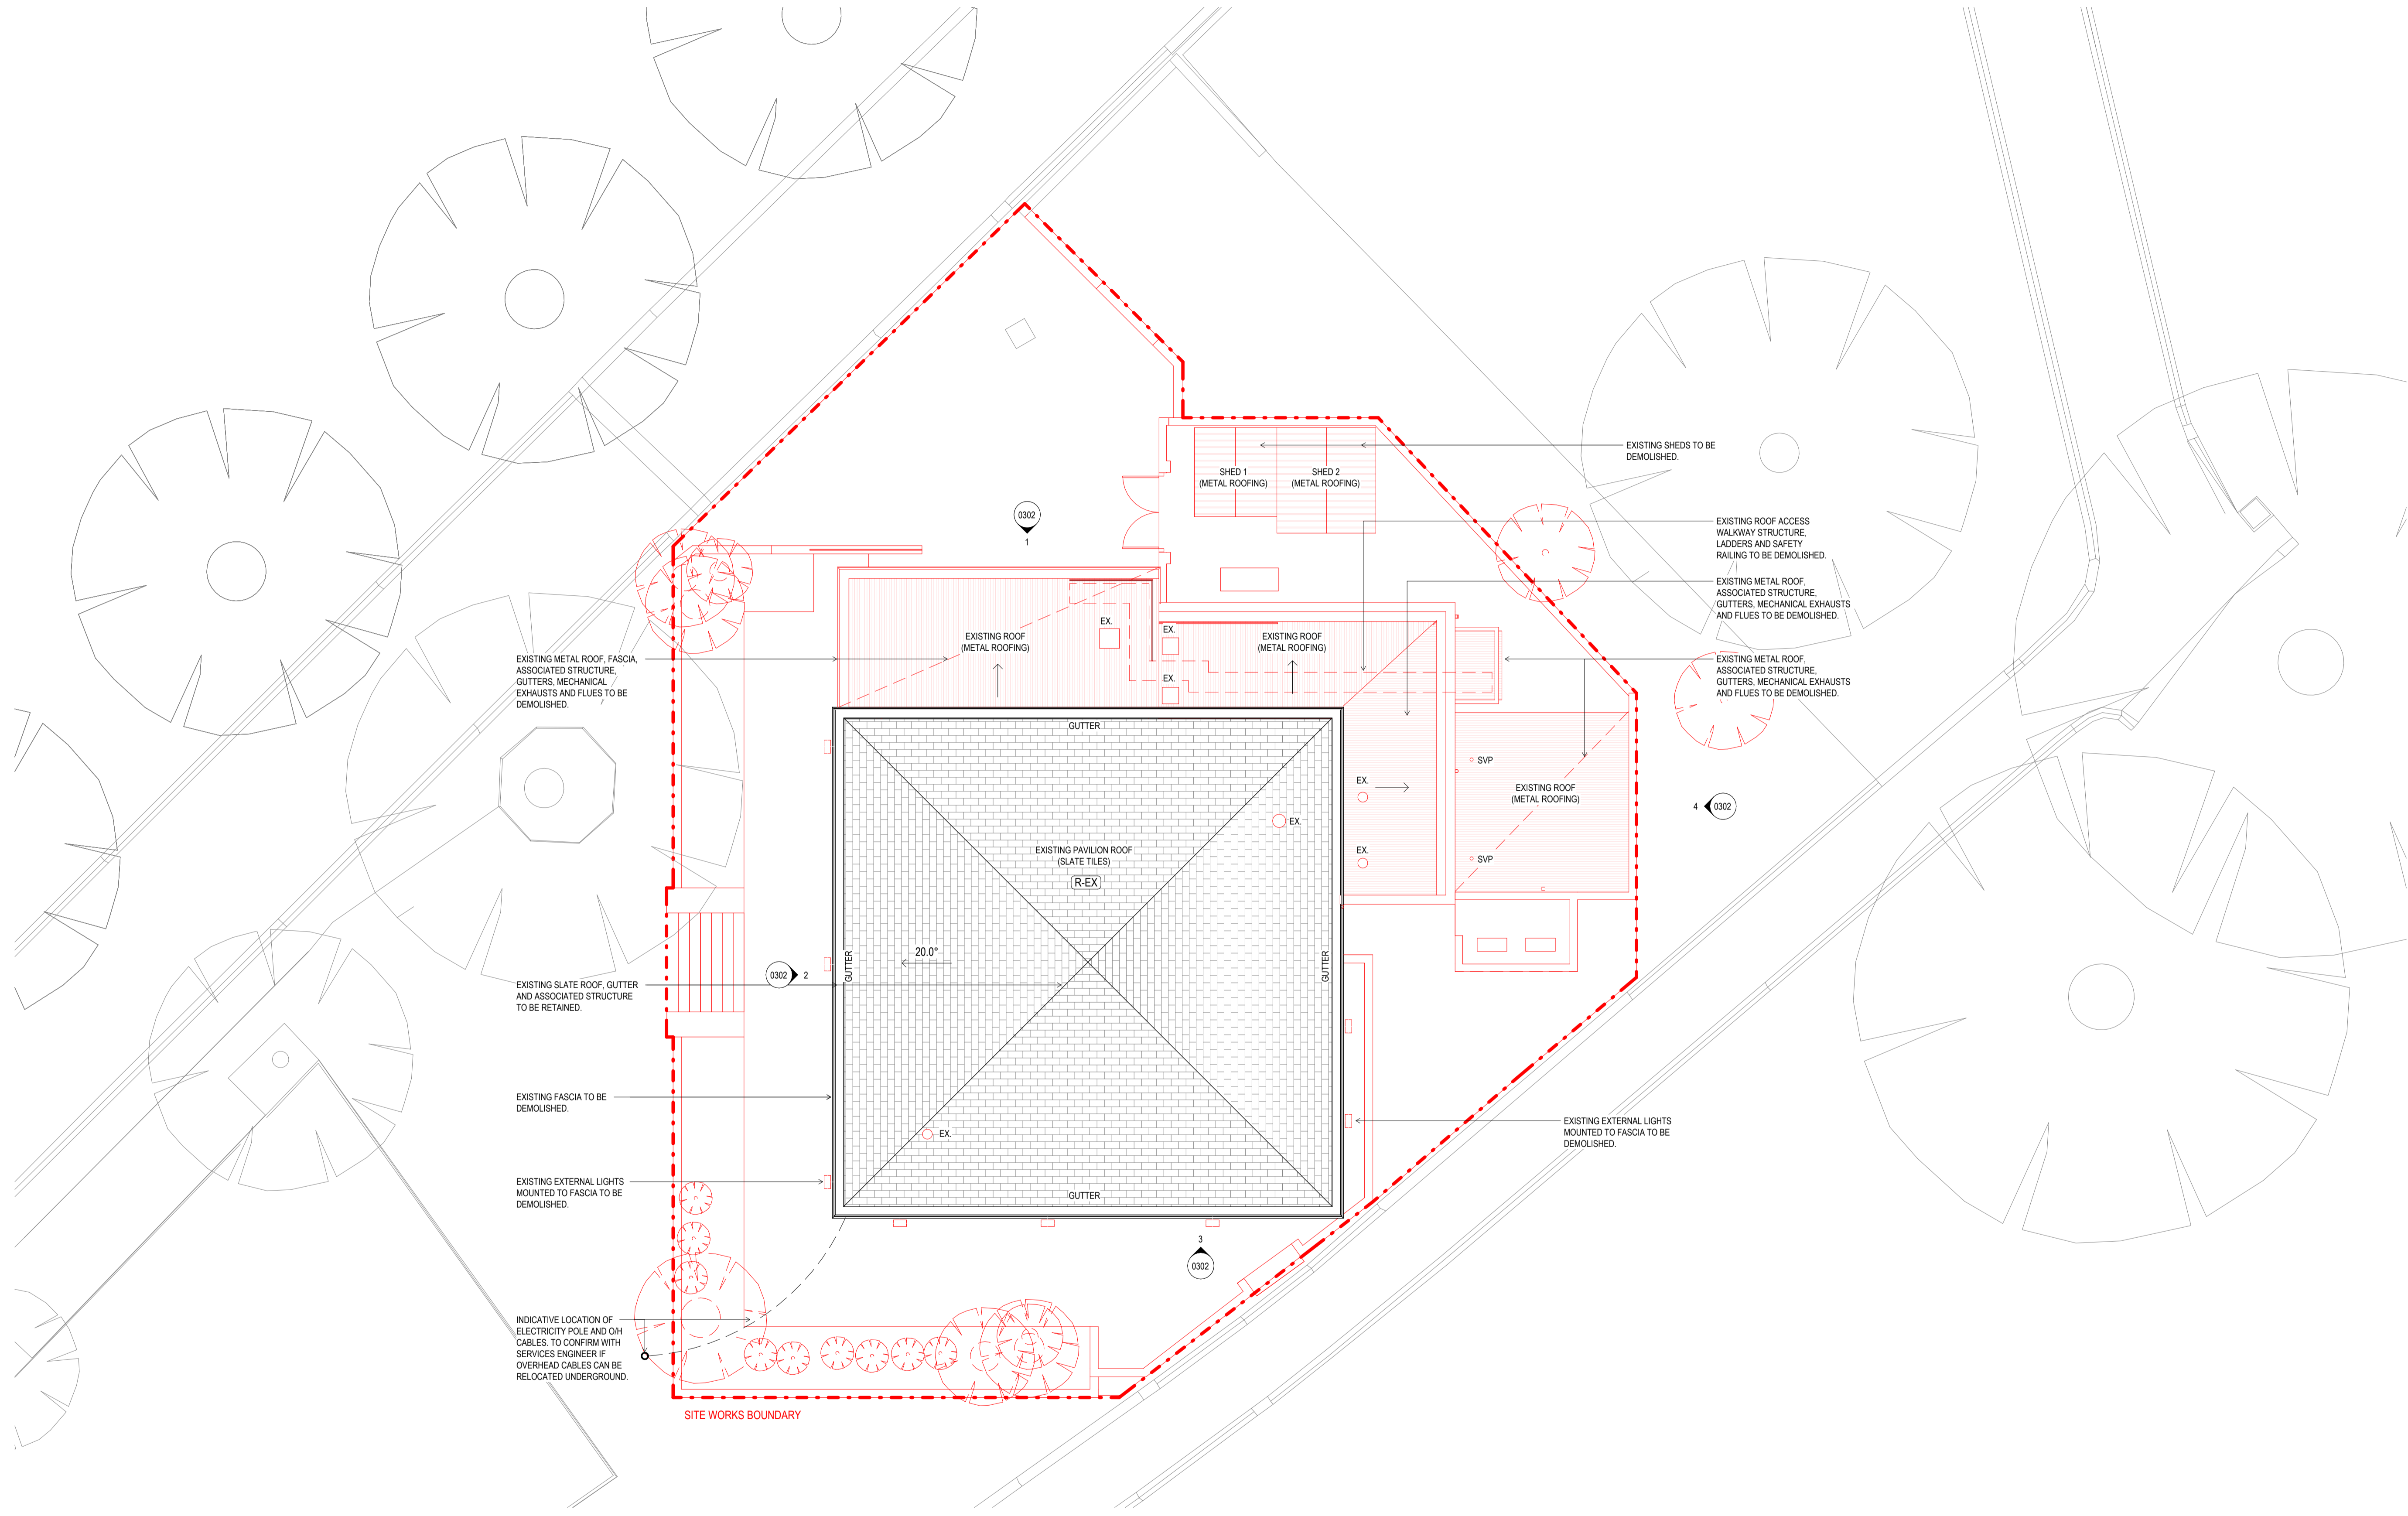 EXISTING SHEDS TO BE
DEMOLISHED.
SHED 1
(METAL ROOFING)
SHED 2
(METAL ROOFING)
0302
1
EXISTING ROOF ACCESS
WALKWAY STRUCTURE,
LADDERS AND SAFETY
RAILING TO BE DEMOLISHED.
EXISTING METAL ROOF,
ASSOCIATED STRUCTURE,
GUTTERS, MECHANICAL EXHAUSTS
AND FLUES TO BE DEMOLISHED.
EX.
EX.
EXISTING ROOF
(METAL ROOFING)
EXISTING ROOF
(METAL ROOFING)
EXISTING METAL ROOF, FASCIA,
ASSOCIATED STRUCTURE,
GUTTERS, MECHANICAL
EXHAUSTS AND FLUES TO BE
DEMOLISHED.
EXISTING METAL ROOF,
ASSOCIATED STRUCTURE,
GUTTERS, MECHANICAL EXHAUSTS
AND FLUES TO BE DEMOLISHED.
EX.
GUTTER
SVP
EX.
EXISTING ROOF
(METAL ROOFING)
4
0302
EX.
EXISTING PAVILION ROOF
(SLATE TILES)
EX.
SVP
R-EX
20.0°
GUTTER
GUTTER
0302
2
EXISTING SLATE ROOF, GUTTER
AND ASSOCIATED STRUCTURE
TO BE RETAINED.
EXISTING FASCIA TO BE
DEMOLISHED.
EX.
EXISTING EXTERNAL LIGHTS
MOUNTED TO FASCIA TO BE
DEMOLISHED.
EXISTING EXTERNAL LIGHTS
MOUNTED TO FASCIA TO BE
DEMOLISHED.
GUTTER
3
0302
INDICATIVE LOCATION OF
ELECTRICITY POLE AND O/H
CABLES. TO CONFIRM WITH
SERVICES ENGINEER IF
OVERHEAD CABLES CAN BE
RELOCATED UNDERGROUND.
SITE WORKS BOUNDARY